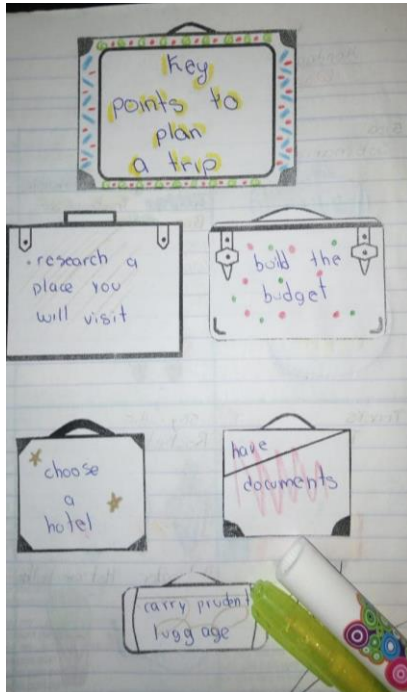 Key
points to
plan
a trip
. research a
place you
will visit
build the
budget
choose
a
hotel
have
documents
carry prudent
luggage